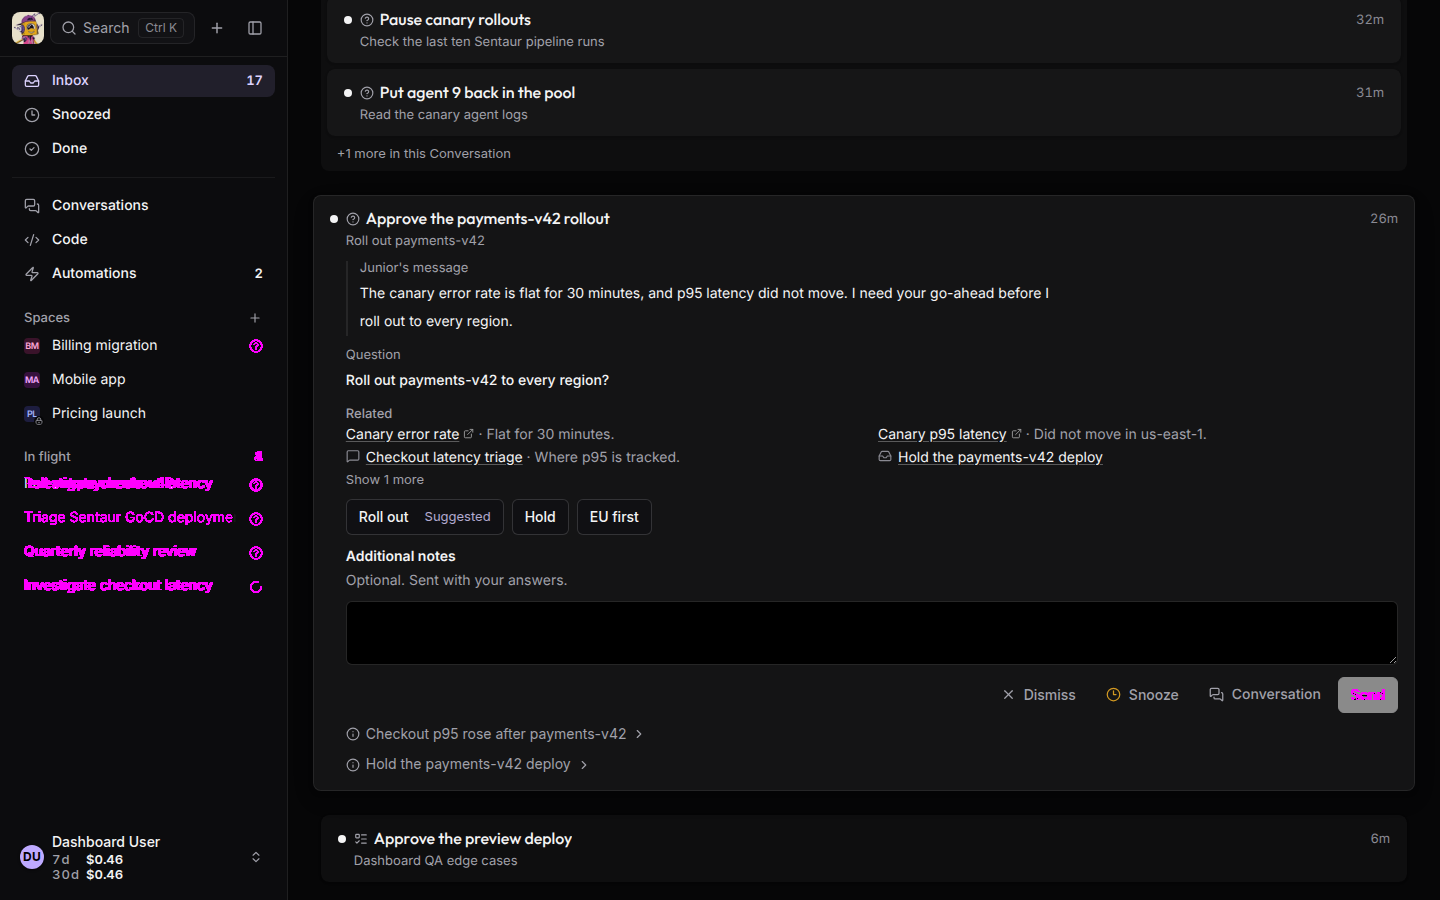 Search Ctrl K
Inbox 17
Snoozed
Done
Conversations
Code
Automations 2
Spaces
BM Billing migration
MA Mobile app
PL Pricing launch
In flight
Triage Sentaur GoCD deployme
Quarterly reliability review
Investigate checkout latency
DU Dashboard User
7d $0.46
30d $0.46
Pause canary rollouts 32m
Check the last ten Sentaur pipeline runs
Put agent 9 back in the pool 31m
Read the canary agent logs
+1 more in this Conversation
Approve the payments-v42 rollout 26m
Roll out payments-v42
Junior's message
The canary error rate is flat for 30 minutes, and p95 latency did not move. I need your go-ahead before I
roll out to every region.
Question
Roll out payments-v42 to every region?
Related
Canary error rate · Flat for 30 minutes.
Canary p95 latency · Did not move in us-east-1.
Checkout latency triage · Where p95 is tracked.
Hold the payments-v42 deploy
Show 1 more
Roll out Suggested Hold EU first
Additional notes
Optional. Sent with your answers.
Dismiss Snooze Conversation Send
Checkout p95 rose after payments-v42
Hold the payments-v42 deploy
Approve the preview deploy 6m
Dashboard QA edge cases